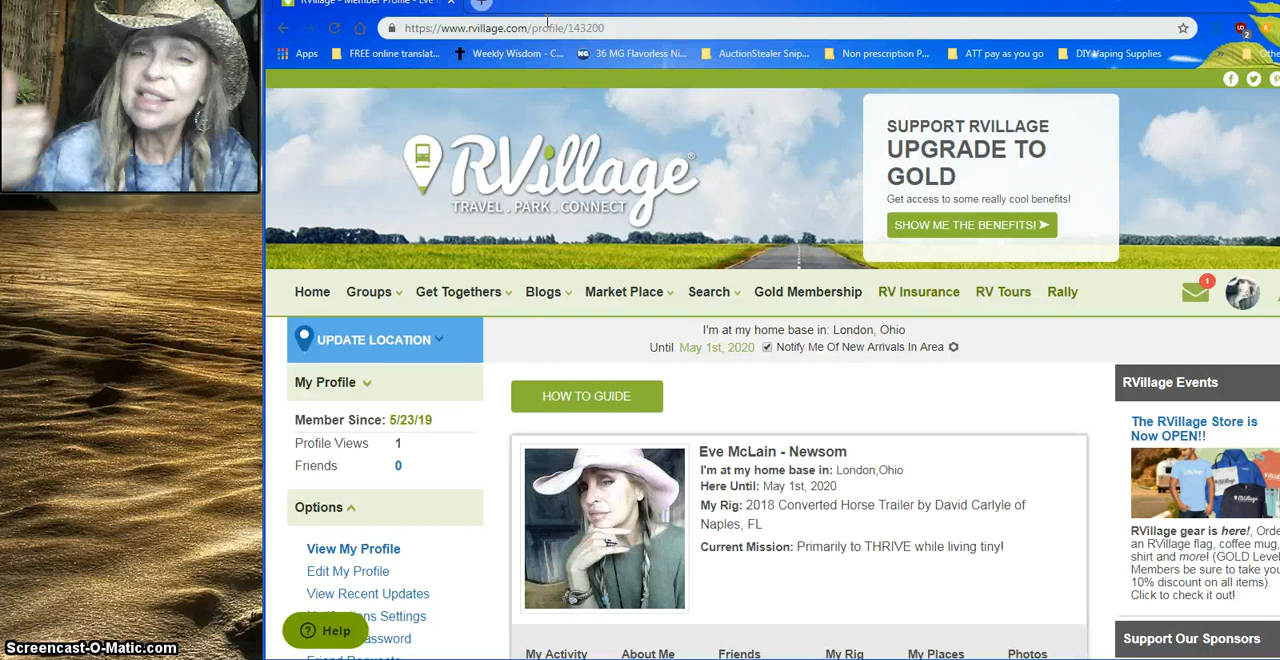 RVillage - Member Profile - Eve
https://www.rvillage.com/profile/143200
Apps FREE online translat... Weekly Wisdom - C... 36 MG Flavorless Ni... AuctionStealer Snip... Non prescription P... ATT pay as you go DIY Vaping Supplies Othe
RVillage®
TRAVEL . PARK . CONNECT
SUPPORT RVILLAGE
UPGRADE TO
GOLD
Get access to some really cool benefits!
SHOW ME THE BENEFITS!
Home Groups Get Togethers Blogs Market Place Search Gold Membership RV Insurance RV Tours Rally 1
UPDATE LOCATION
I'm at my home base in: London, Ohio
Until May 1st, 2020 Notify Me Of New Arrivals In Area
My Profile
Member Since: 5/23/19
Profile Views 1
Friends 0
Options
View My Profile
Edit My Profile
View Recent Updates
Settings
Help
HOW TO GUIDE
Eve McLain - Newsom
I'm at my home base in: London,Ohio
Here Until: May 1st, 2020
My Rig: 2018 Converted Horse Trailer by David Carlyle of
Naples, FL
Current Mission: Primarily to THRIVE while living tiny!
My Activity About Me Friends My Rig My Places Photos
RVillage Events
The RVillage Store is
Now OPEN!!
RVillage gear is here!, Orde
an RVillage flag, coffee mug,
shirt and more! (GOLD Level
Members be sure to take you
10% discount on all items).
Click to check it out!
Support Our Sponsors
Screencast-O-Matic.com